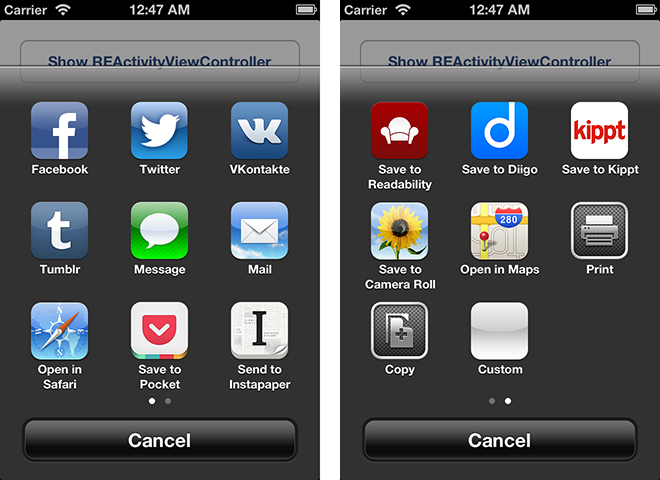 Carrier 12:47 AM
Show REActivityViewController
f
VK
Facebook Twitter VKontakte
t
Tumblr Message Mail
I
Open in Safari
Save to Pocket
Send to Instapaper
Cancel
Carrier 12:47 AM
Show REActivityViewController
d
kippt
Save to Readability
Save to Diigo
Save to Kippt
280
Save to Camera Roll
Open in Maps
Print
Copy
Custom
Cancel